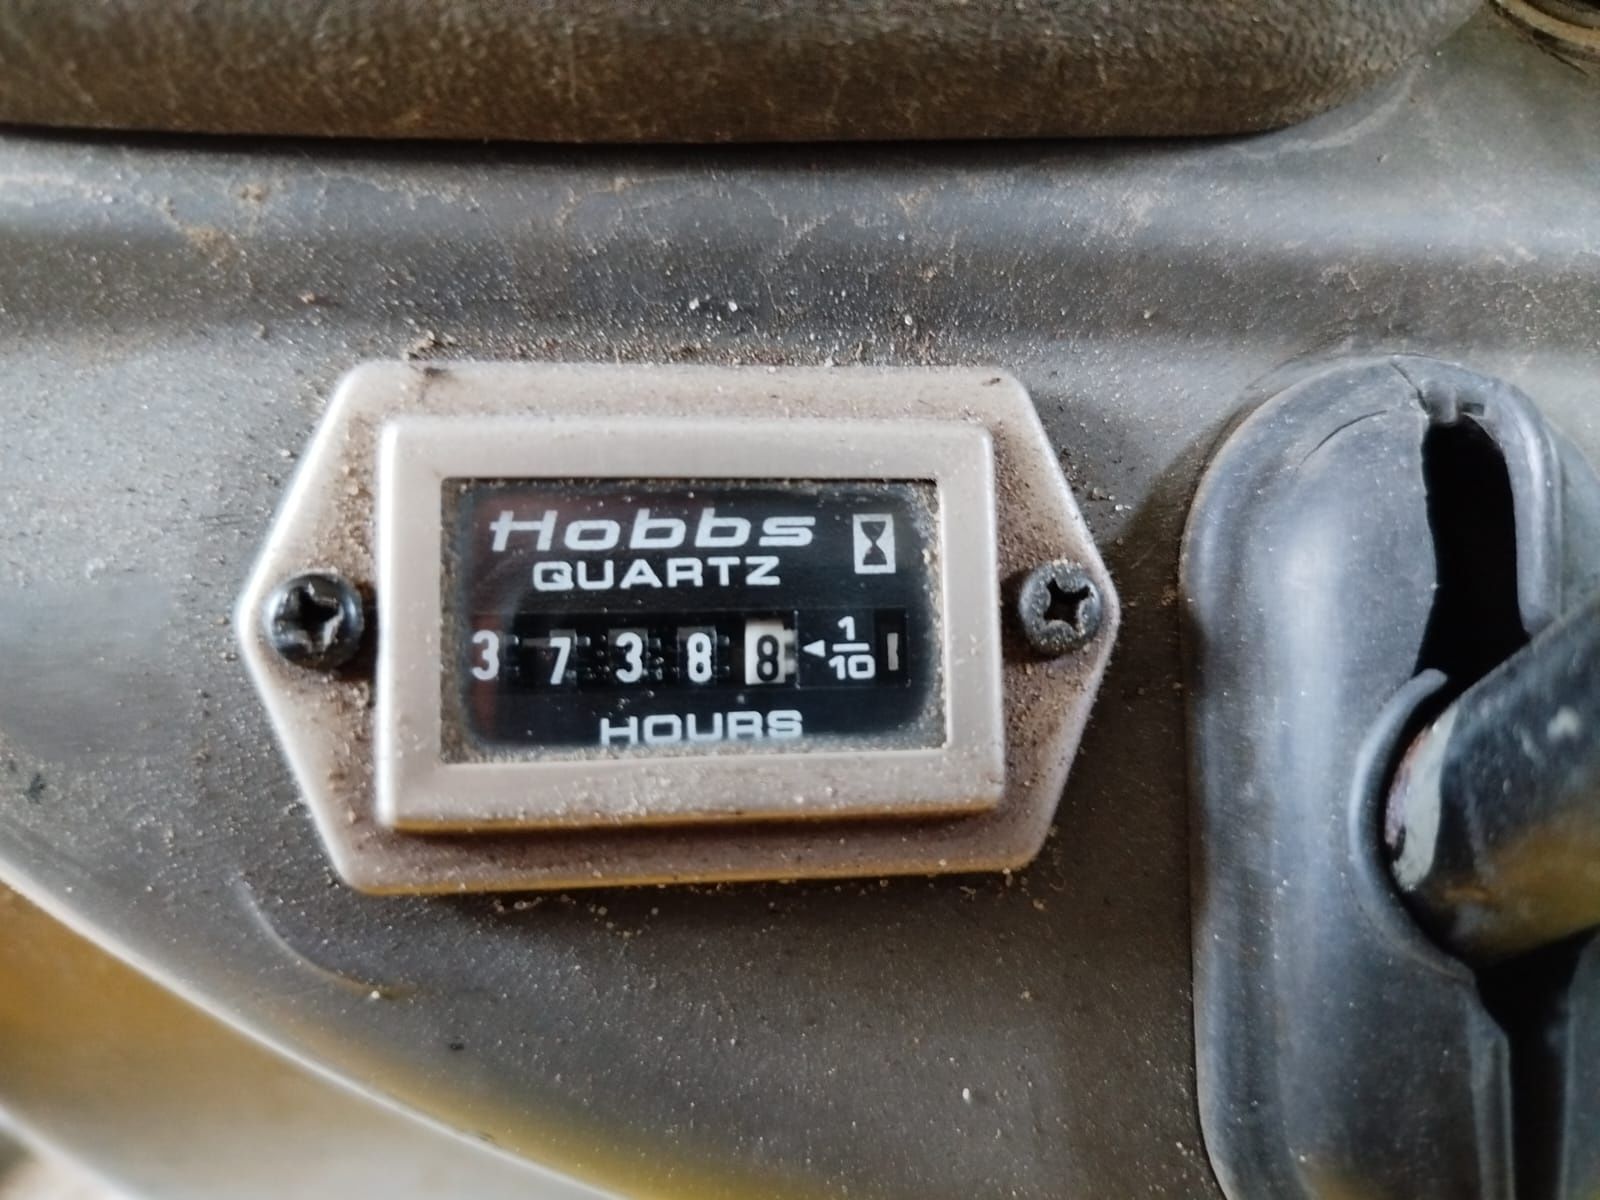 Hobbs
QUARTZ
3 7 3 8 8 ◄ 1/10
HOURS